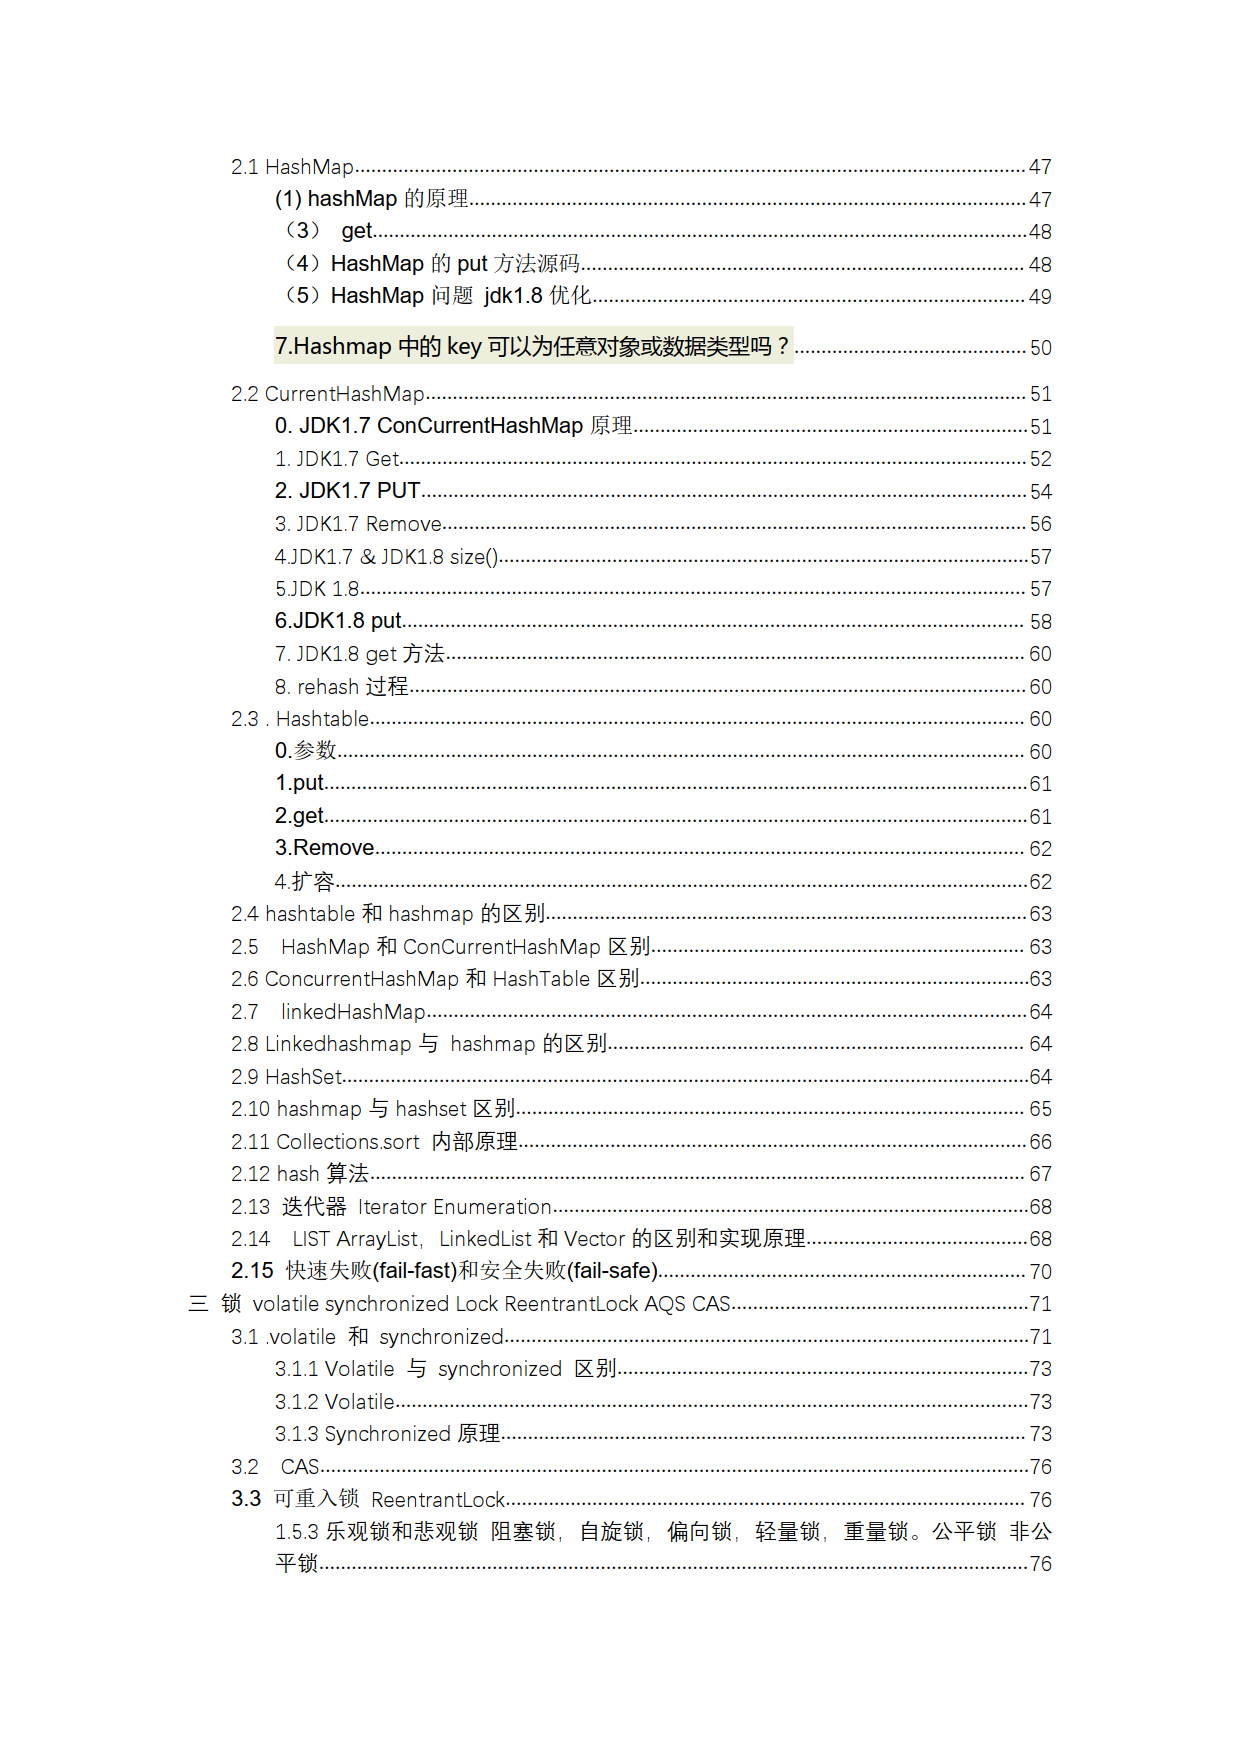 2.1 HashMap........47
(1) hashMap 的原理........47
（3） get........48
（4）HashMap 的 put 方法源码........48
（5）HashMap 问题 jdk1.8 优化........49
7.Hashmap 中的 key 可以为任意对象或数据类型吗？........50
2.2 CurrentHashMap........51
0. JDK1.7 ConCurrentHashMap 原理........51
1. JDK1.7 Get........52
2. JDK1.7 PUT........54
3. JDK1.7 Remove........56
4.JDK1.7 & JDK1.8 size()........57
5.JDK 1.8........57
6.JDK1.8 put........58
7. JDK1.8 get 方法........60
8. rehash 过程........60
2.3 . Hashtable........60
0.参数........60
1.put........61
2.get........61
3.Remove........62
4.扩容........62
2.4 hashtable 和 hashmap 的区别........63
2.5 HashMap 和 ConCurrentHashMap 区别........63
2.6 ConcurrentHashMap 和 HashTable 区别........63
2.7 linkedHashMap........64
2.8 Linkedhashmap 与 hashmap 的区别........64
2.9 HashSet........64
2.10 hashmap 与 hashset 区别........65
2.11 Collections.sort 内部原理........66
2.12 hash 算法........67
2.13 迭代器 Iterator Enumeration........68
2.14 LIST ArrayList，LinkedList 和 Vector 的区别和实现原理........68
2.15 快速失败(fail-fast)和安全失败(fail-safe)........70
三 锁 volatile synchronized Lock ReentrantLock AQS CAS........71
3.1 .volatile 和 synchronized........71
3.1.1 Volatile 与 synchronized 区别........73
3.1.2 Volatile........73
3.1.3 Synchronized 原理........73
3.2 CAS........76
3.3 可重入锁 ReentrantLock........76
1.5.3 乐观锁和悲观锁 阻塞锁，自旋锁，偏向锁，轻量锁，重量锁。公平锁 非公
平锁........76